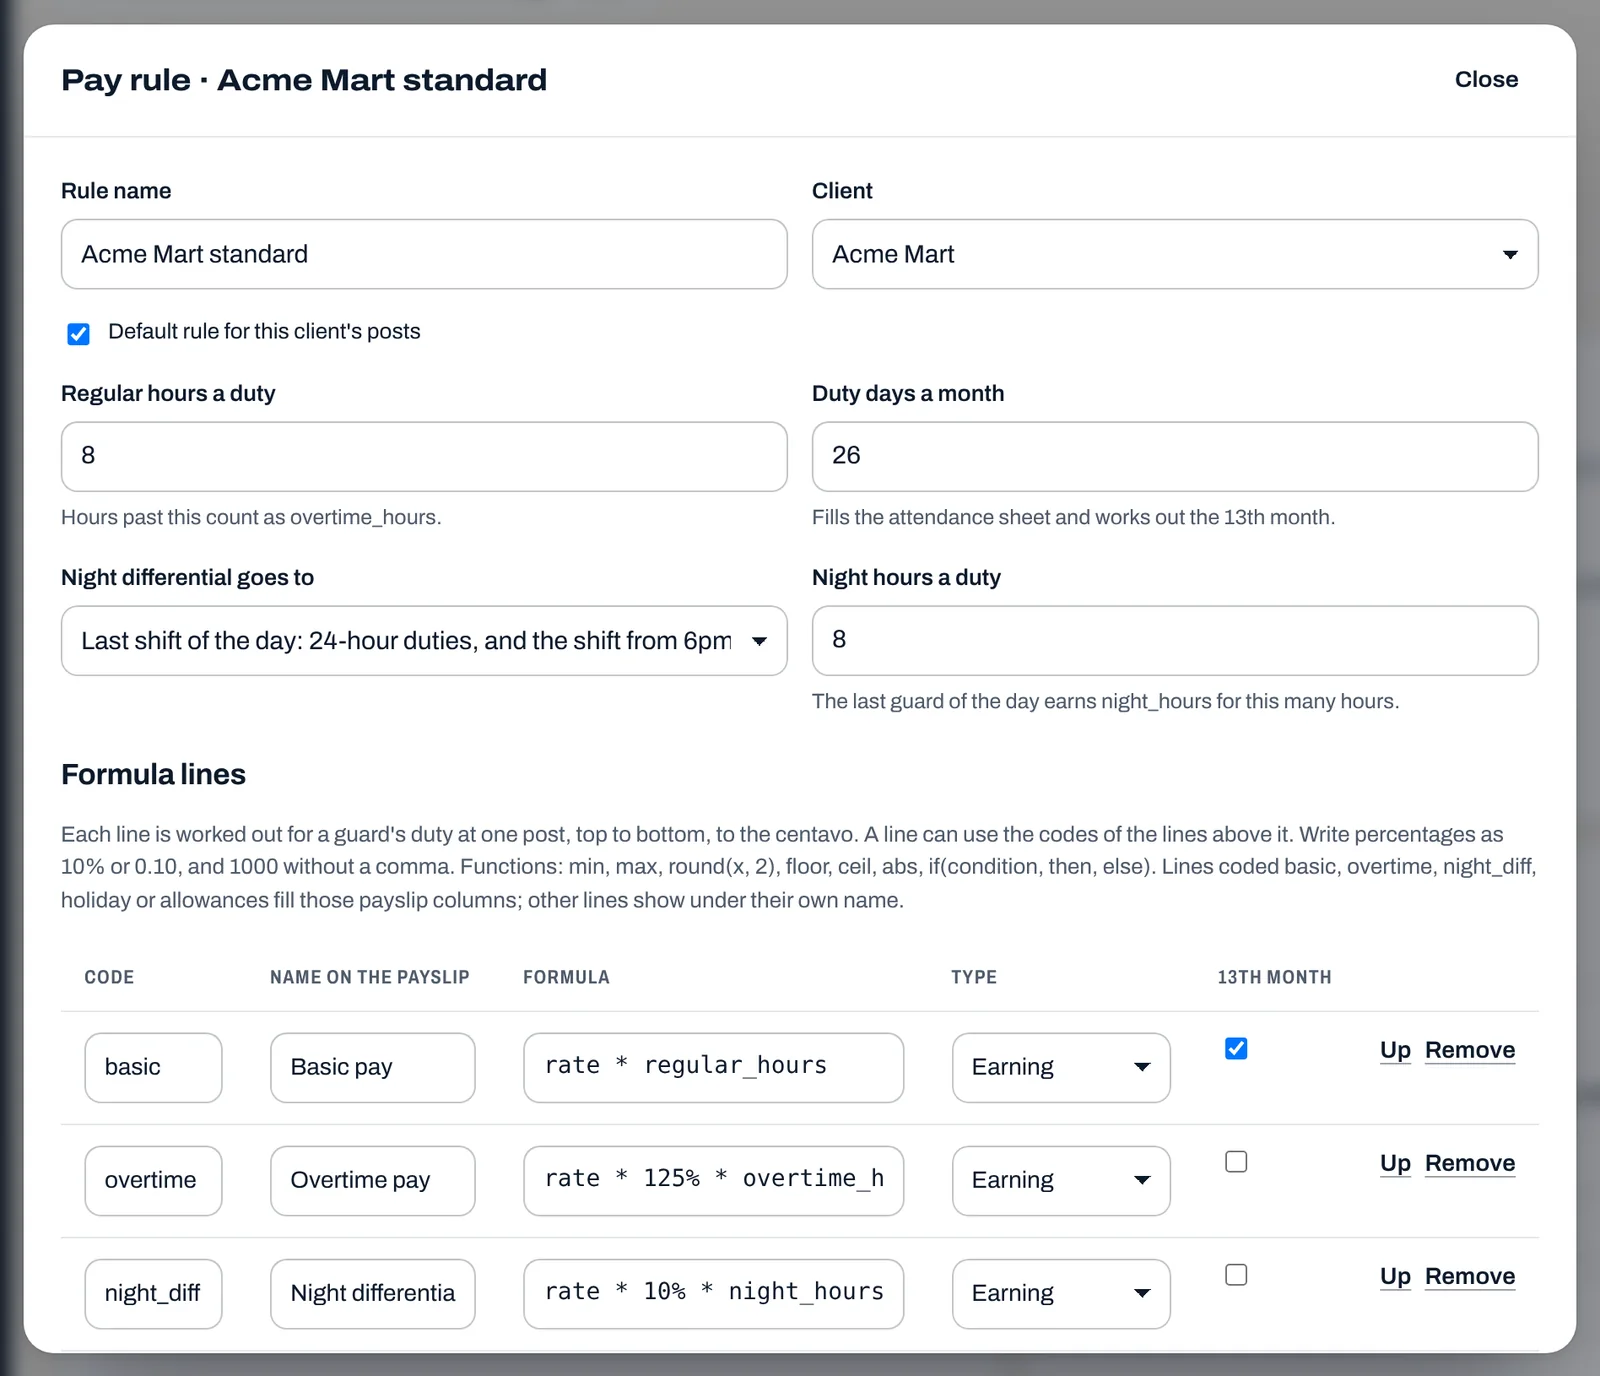 Pay rule · Acme Mart standard
Close
Rule name
Client
Acme Mart standard
Acme Mart
Default rule for this client's posts
Regular hours a duty
Duty days a month
8
26
Hours past this count as overtime_hours.
Fills the attendance sheet and works out the 13th month.
Night differential goes to
Night hours a duty
Last shift of the day: 24-hour duties, and the shift from 6pm
8
The last guard of the day earns night_hours for this many hours.
Formula lines
Each line is worked out for a guard's duty at one post, top to bottom, to the centavo. A line can use the codes of the lines above it. Write percentages as
10% or 0.10, and 1000 without a comma. Functions: min, max, round(x, 2), floor, ceil, abs, if(condition, then, else). Lines coded basic, overtime, night_diff,
holiday or allowances fill those payslip columns; other lines show under their own name.
CODE NAME ON THE PAYSLIP FORMULA TYPE 13TH MONTH
basic Basic pay rate * regular_hours Earning Up Remove
overtime Overtime pay rate * 125% * overtime_h Earning Up Remove
night_diff Night differentia rate * 10% * night_hours Earning Up Remove